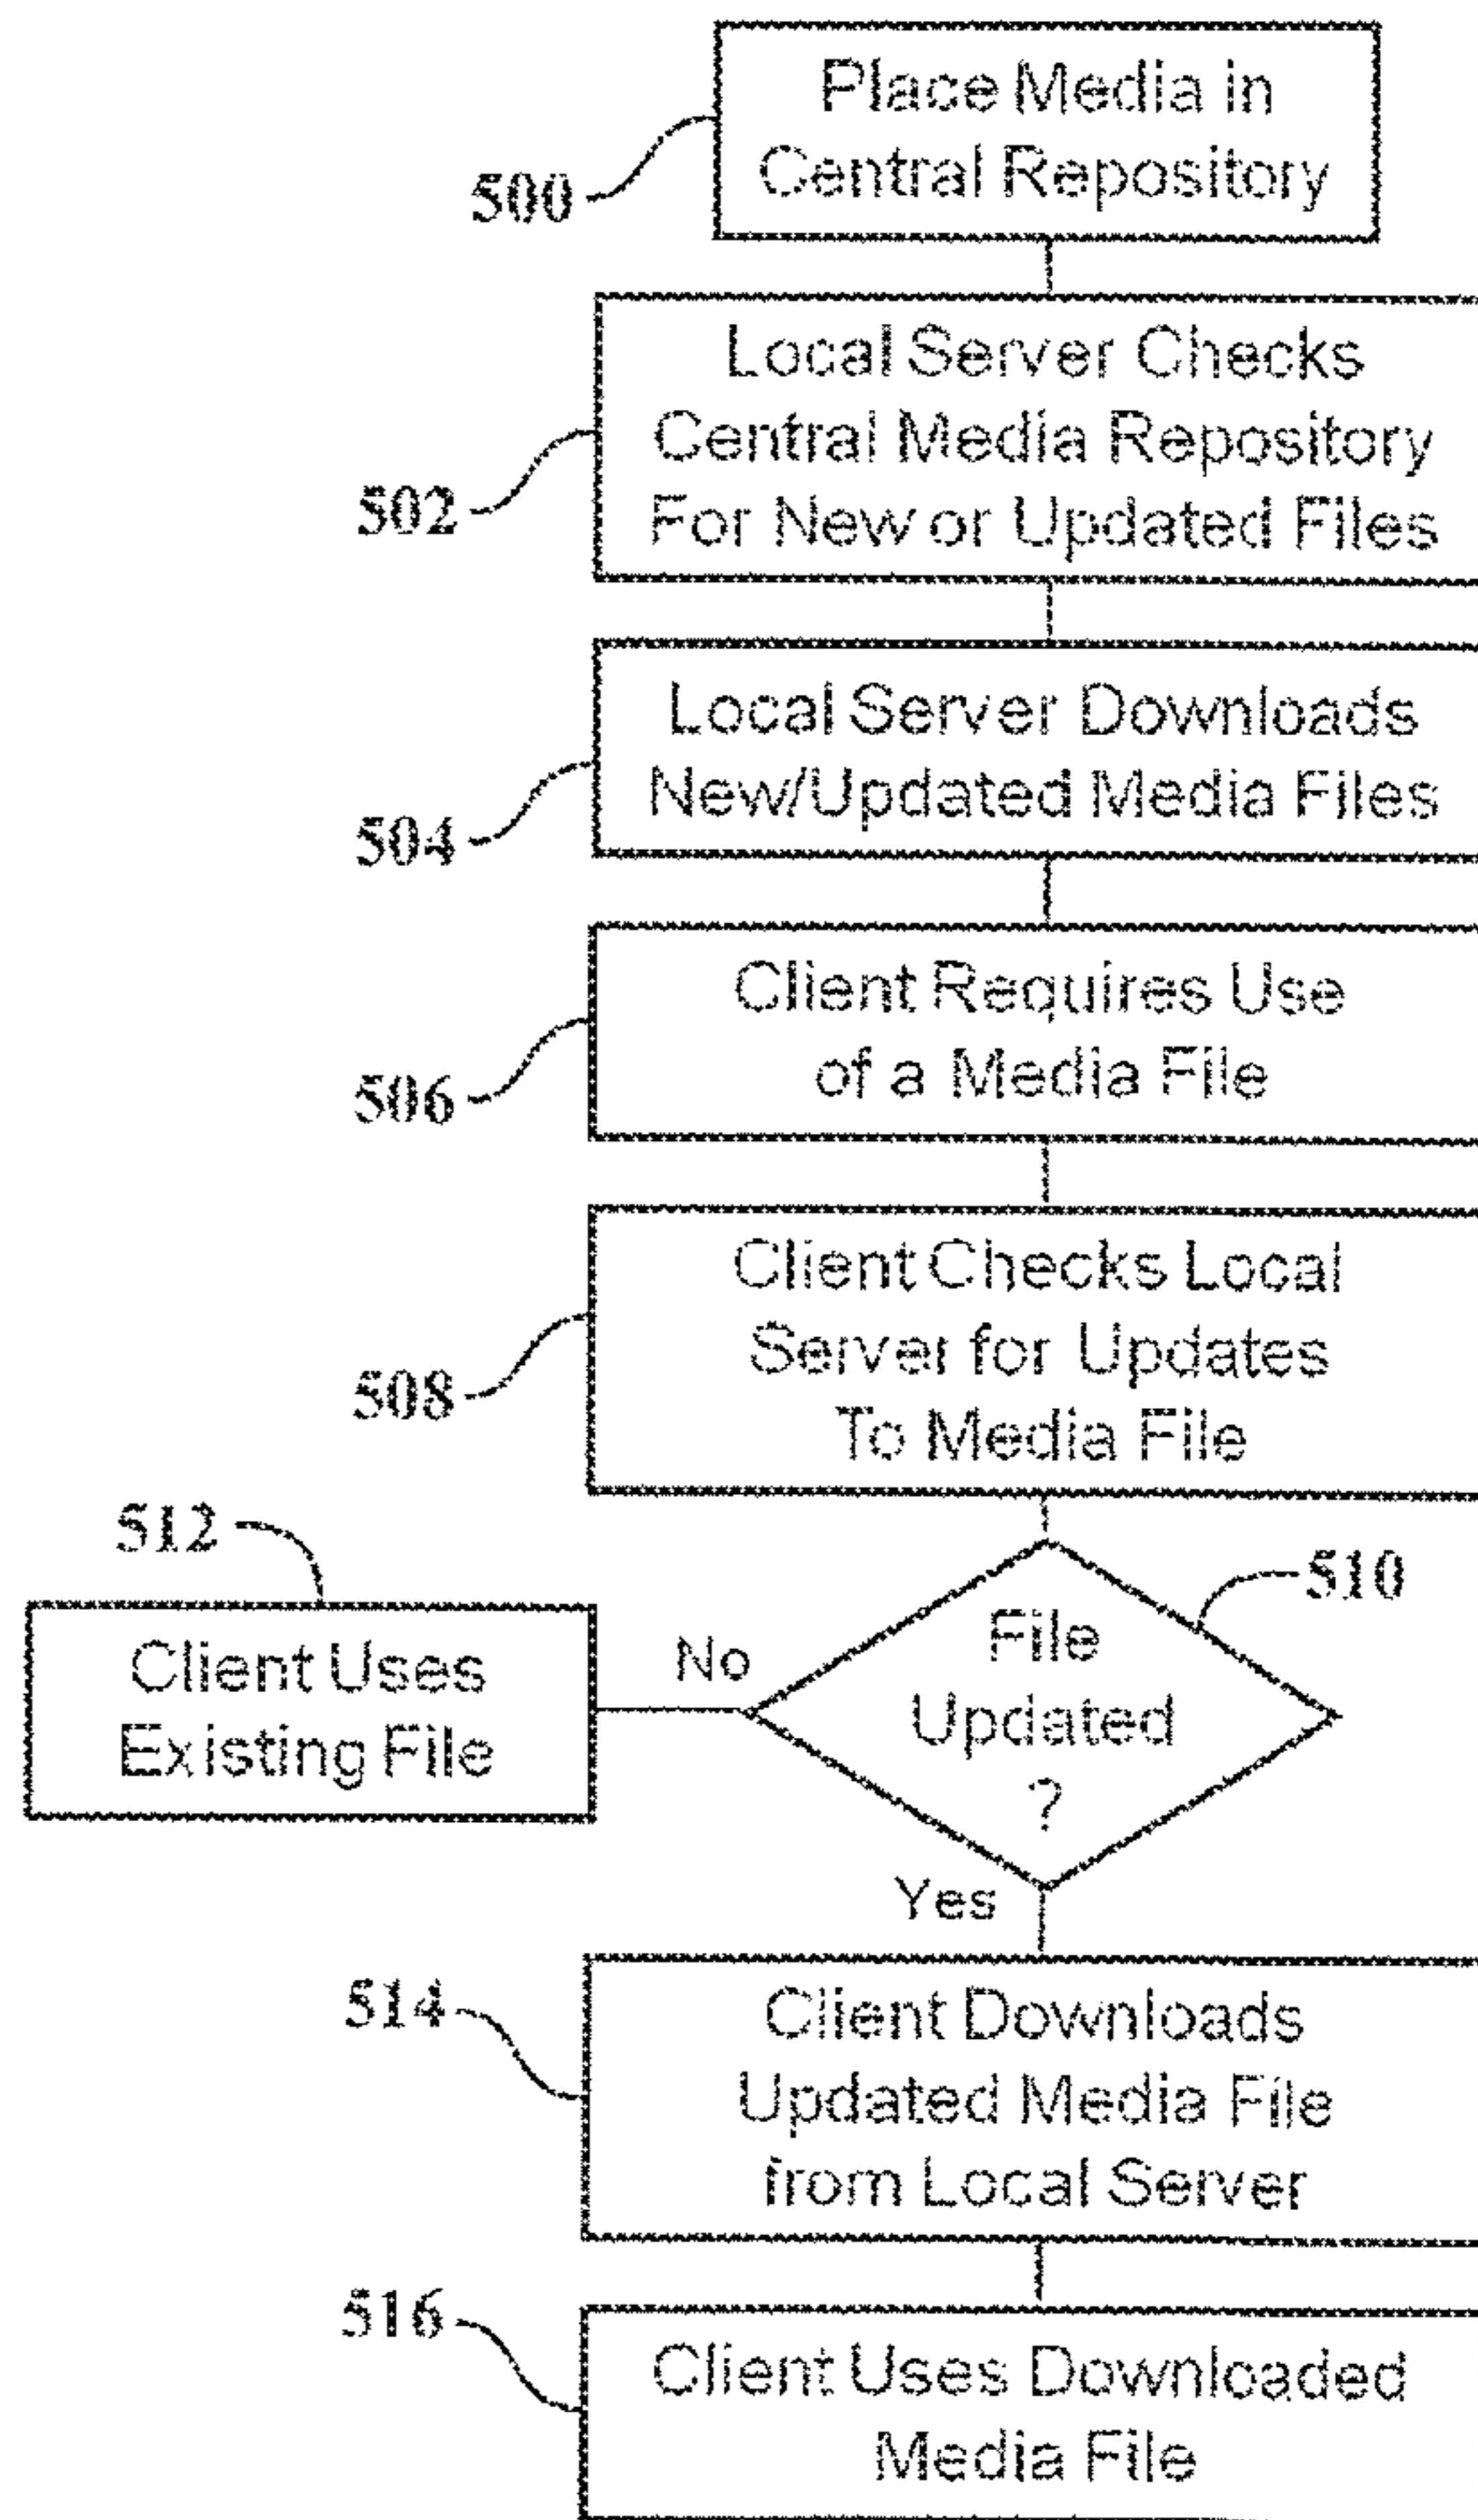 Place Media in
Central Repository
500
Local Server Checks
Central Media Repository
For New or Updated Files
502
Local Server Downloads
New/Updated Media Files
504
Client Requires Use
of a Media File
506
Client Checks Local
Server for Updates
To Media File
508
512
510
File
Updated
?
No
Client Uses
Existing File
Yes
514
Client Downloads
Updated Media File
from Local Server
516
Client Uses Downloaded
Media File